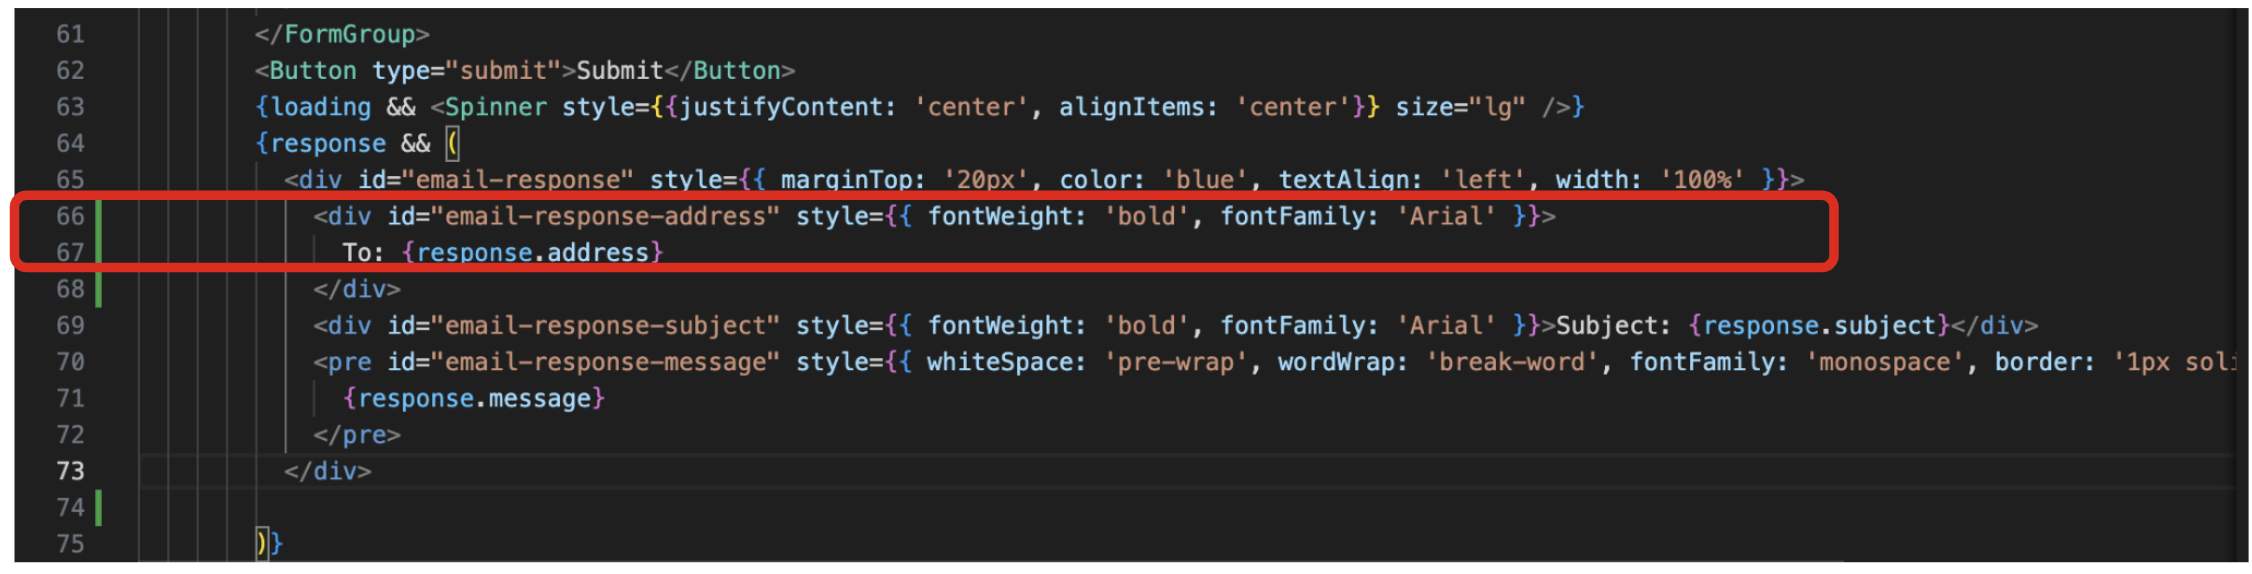 61 </FormGroup>
62 <Button type="submit">Submit</Button>
63 {loading && <Spinner style={{justifyContent: 'center', alignItems: 'center'}} size="lg" />}
64 {response && (
65 <div id="email-response" style={{ marginTop: '20px', color: 'blue', textAlign: 'left', width: '100%' }}>
66 <div id="email-response-address" style={{ fontWeight: 'bold', fontFamily: 'Arial' }}>
67 To: {response.address}
68 </div>
69 <div id="email-response-subject" style={{ fontWeight: 'bold', fontFamily: 'Arial' }}>Subject: {response.subject}</div>
70 <pre id="email-response-message" style={{ whiteSpace: 'pre-wrap', wordWrap: 'break-word', fontFamily: 'monospace', border: '1px sol
71 {response.message}
72 </pre>
73 </div>
74
75 )}